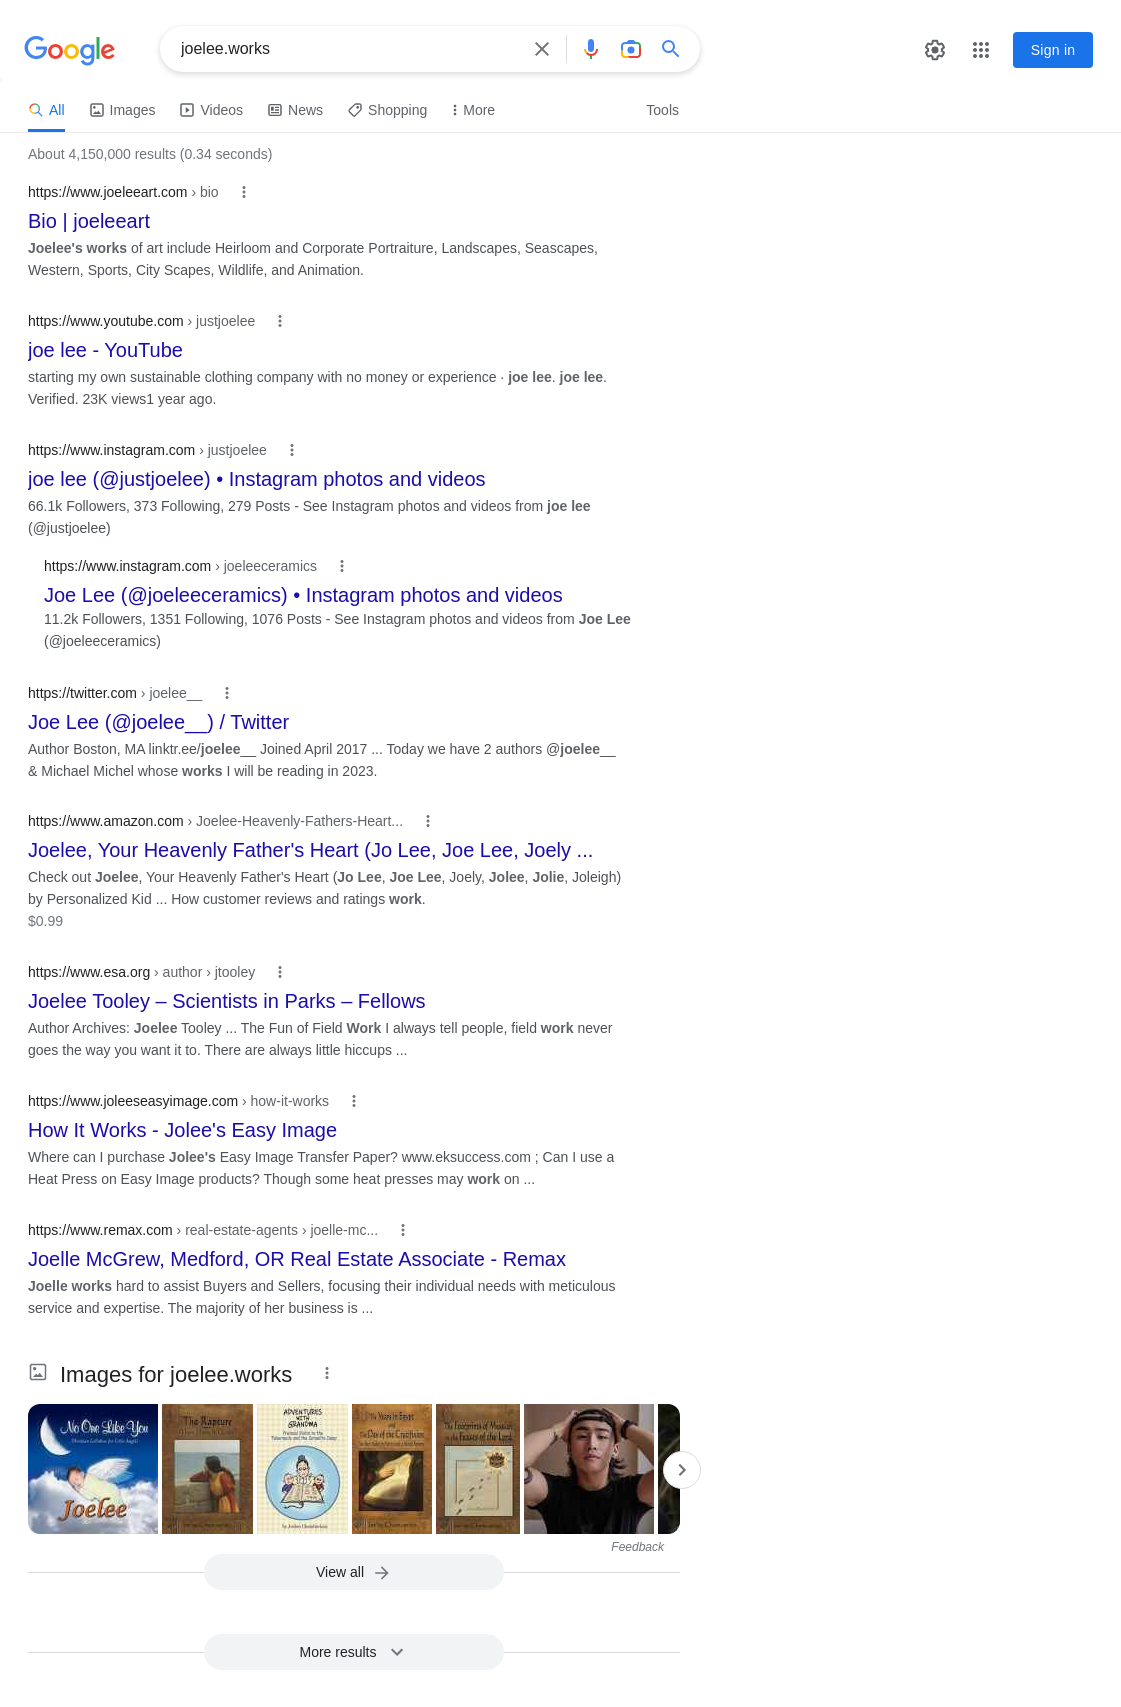 Google
joelee.works
Sign in
All
Images
Videos
News
Shopping
More
Tools
About 4,150,000 results (0.34 seconds)
https://www.joeleeart.com › bio
Bio | joeleeart
Joelee's works of art include Heirloom and Corporate Portraiture, Landscapes, Seascapes,
Western, Sports, City Scapes, Wildlife, and Animation.
https://www.youtube.com › justjoelee
joe lee - YouTube
starting my own sustainable clothing company with no money or experience · joe lee. joe lee.
Verified. 23K views1 year ago.
https://www.instagram.com › justjoelee
joe lee (@justjoelee) • Instagram photos and videos
66.1k Followers, 373 Following, 279 Posts - See Instagram photos and videos from joe lee
(@justjoelee)
https://www.instagram.com › joeleeceramics
Joe Lee (@joeleeceramics) • Instagram photos and videos
11.2k Followers, 1351 Following, 1076 Posts - See Instagram photos and videos from Joe Lee
(@joeleeceramics)
https://twitter.com › joelee__
Joe Lee (@joelee__) / Twitter
Author Boston, MA linktr.ee/joelee__ Joined April 2017 ... Today we have 2 authors @joelee__
& Michael Michel whose works I will be reading in 2023.
https://www.amazon.com › Joelee-Heavenly-Fathers-Heart...
Joelee, Your Heavenly Father's Heart (Jo Lee, Joe Lee, Joely ...
Check out Joelee, Your Heavenly Father's Heart (Jo Lee, Joe Lee, Joely, Jolee, Jolie, Joleigh)
by Personalized Kid ... How customer reviews and ratings work.
$0.99
https://www.esa.org › author › jtooley
Joelee Tooley – Scientists in Parks – Fellows
Author Archives: Joelee Tooley ... The Fun of Field Work I always tell people, field work never
goes the way you want it to. There are always little hiccups ...
https://www.joleeseasyimage.com › how-it-works
How It Works - Jolee's Easy Image
Where can I purchase Jolee's Easy Image Transfer Paper? www.eksuccess.com ; Can I use a
Heat Press on Easy Image products? Though some heat presses may work on ...
https://www.remax.com › real-estate-agents › joelle-mc...
Joelle McGrew, Medford, OR Real Estate Associate - Remax
Joelle works hard to assist Buyers and Sellers, focusing their individual needs with meticulous
service and expertise. The majority of her business is ...
Images for joelee.works
No One Like You
Joelee
The Rapture
ADVENTURES
WITH
GRANDMA
Feedback
View all
More results